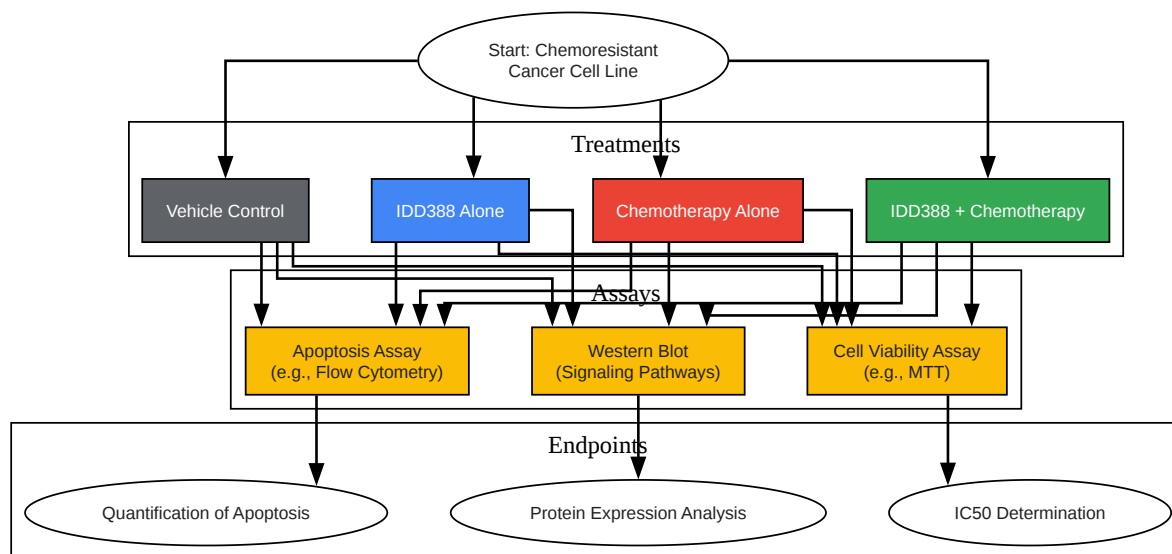 Start: Chemoresistant
Cancer Cell Line
Treatments
Vehicle Control
IDD388 Alone
Chemotherapy Alone
IDD388 + Chemotherapy
Assays
Apoptosis Assay
(e.g., Flow Cytometry)
Western Blot
(Signaling Pathways)
Cell Viability Assay
(e.g., MTT)
Endpoints
Quantification of Apoptosis
Protein Expression Analysis
IC50 Determination